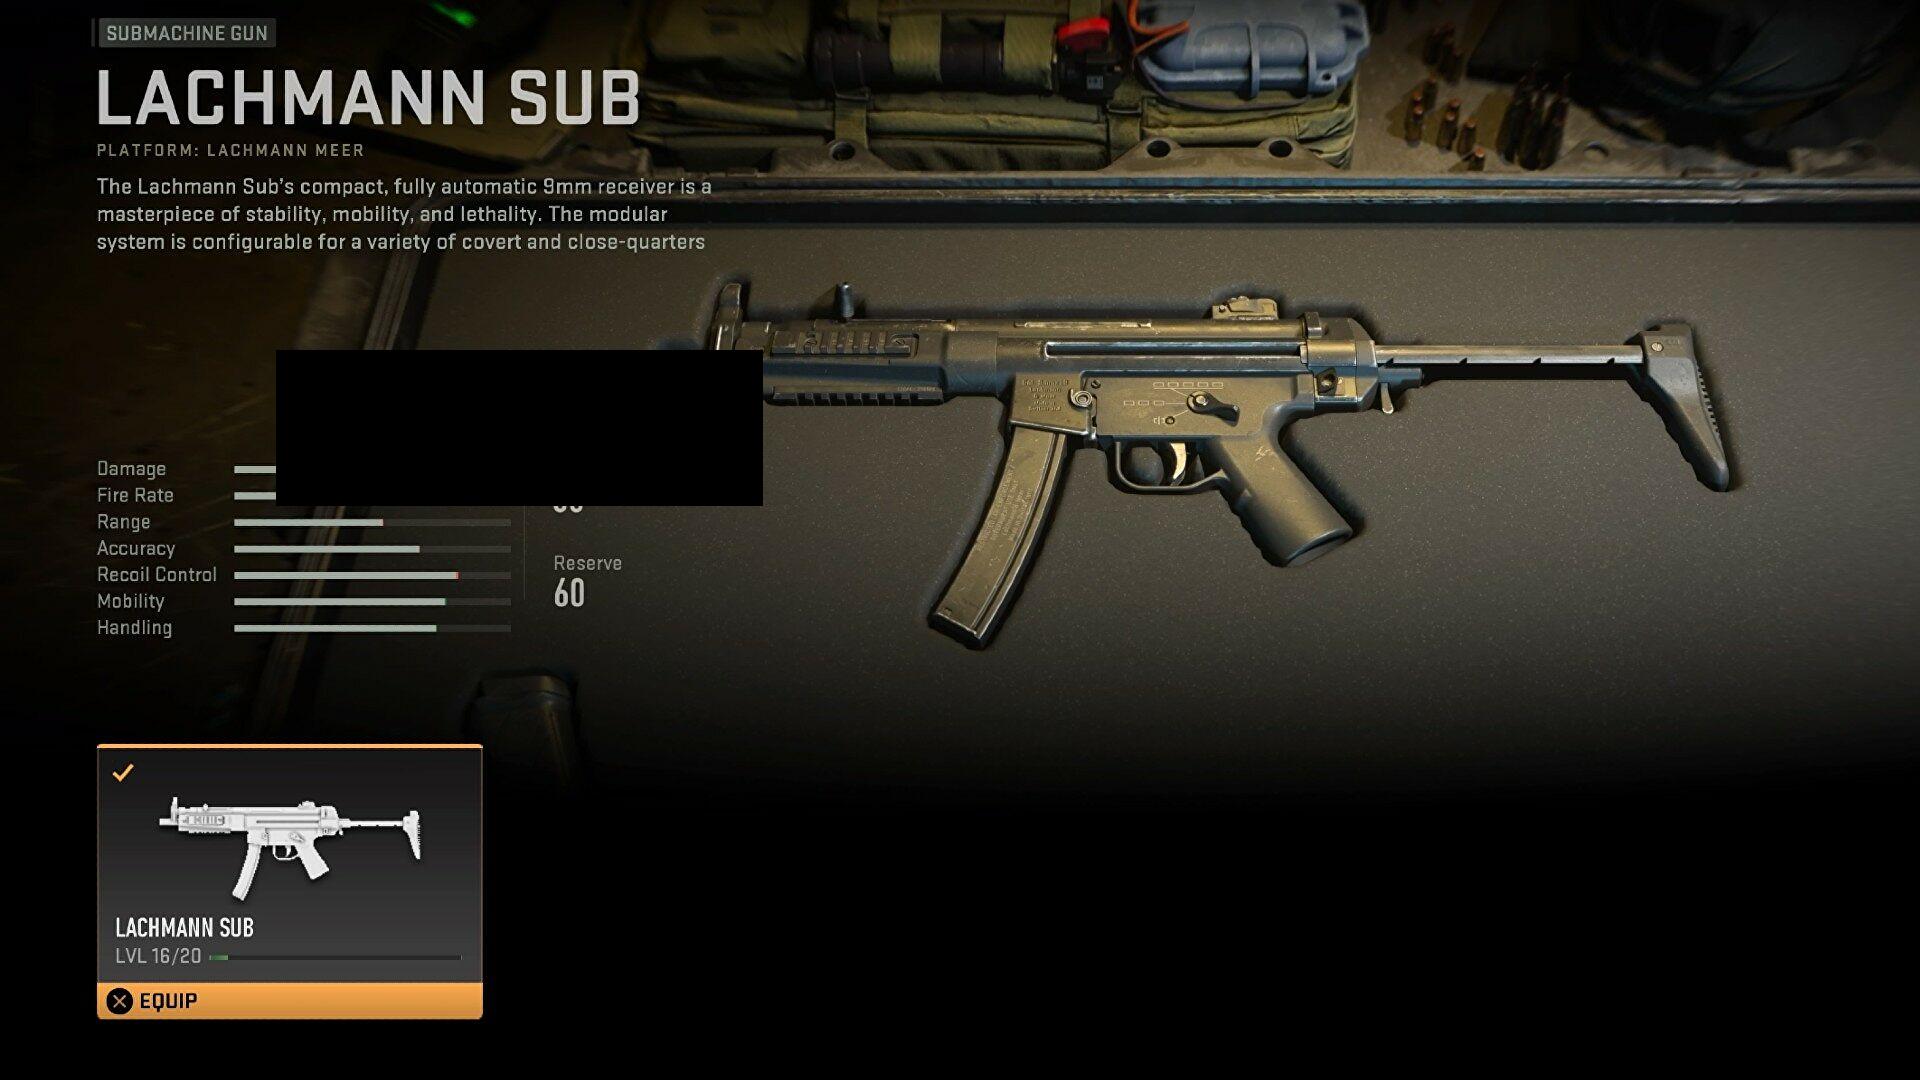 SUBMACHINE GUN
LACHMANN SUB
PLATFORM: LACHMANN MEER
The Lachmann Sub's compact, fully automatic 9mm receiver is a
masterpiece of stability, mobility, and lethality. The modular
system is configurable for a variety of covert and close-quarters
Damage
Fire Rate
Range
Accuracy
Recoil Control
Mobility
Handling
Reserve
60
LACHMANN SUB
LVL 16/20
EQUIP